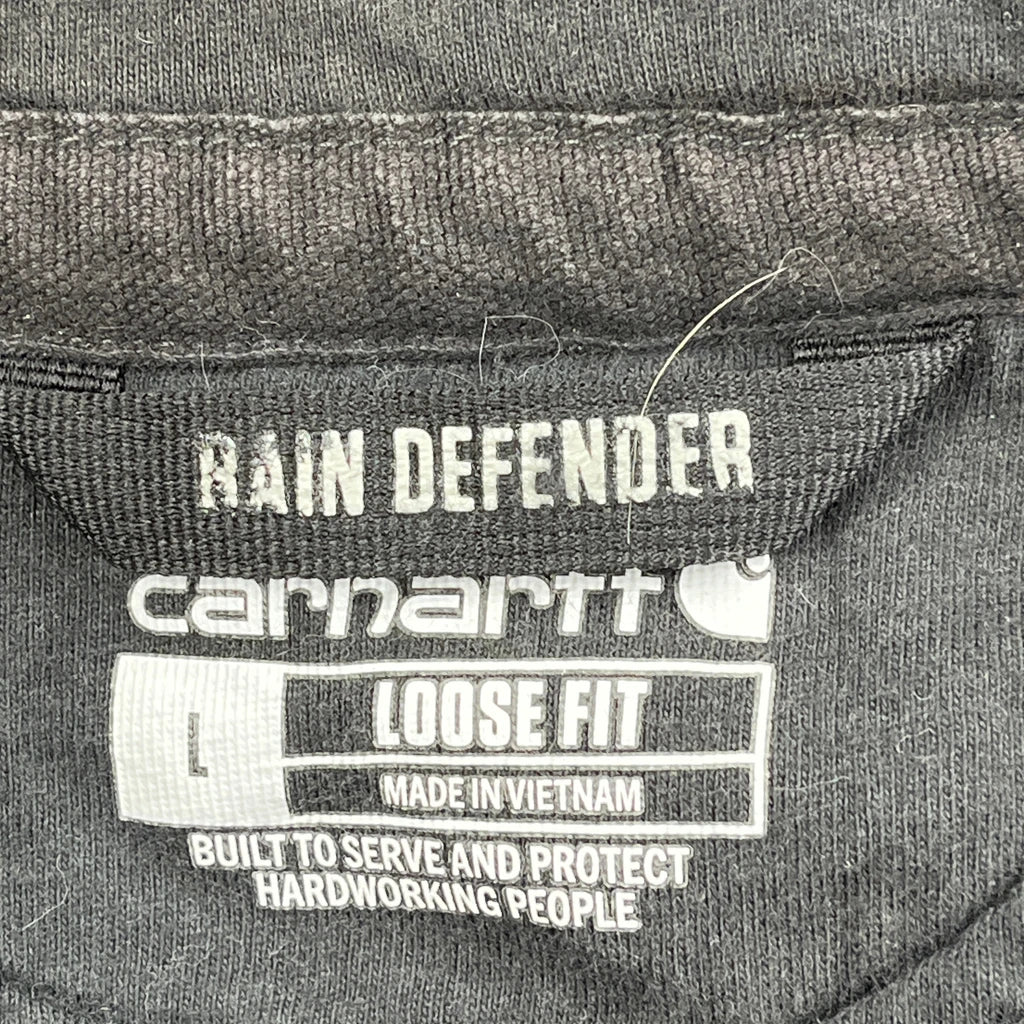 RAIN DEFENDER
carhartt
L
LOOSE FIT
MADE IN VIETNAM
BUILT TO SERVE AND PROTECT
HARDWORKING PEOPLE